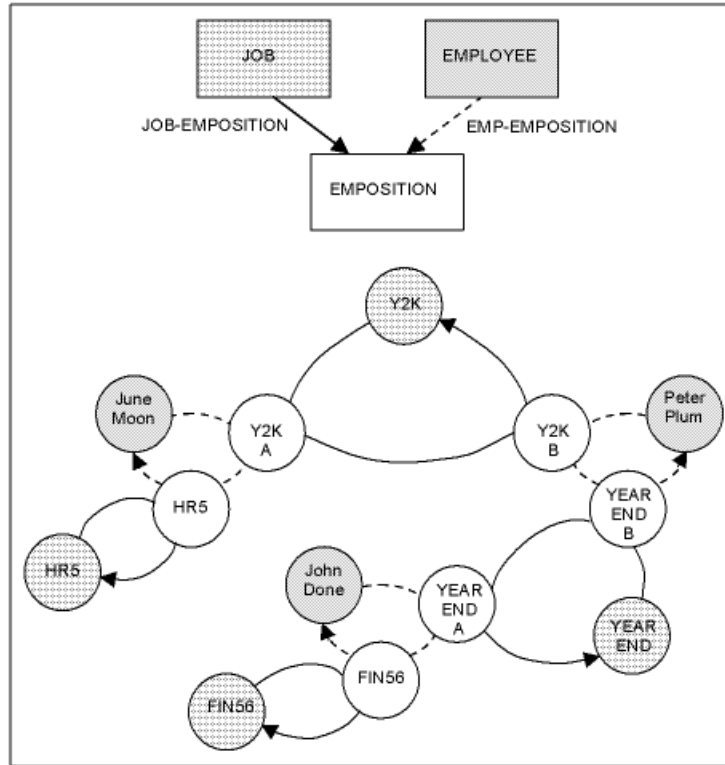 JOB
EMPLOYEE
JOB-EMPOSITION
EMP-EMPOSITION
EMPOSITION
Y2K
June
Moon
Peter
Plum
Y2K
A
Y2K
B
HR5
YEAR
END
B
HR5
John
Done
YEAR
END
A
YEAR
END
FIN56
FIN56